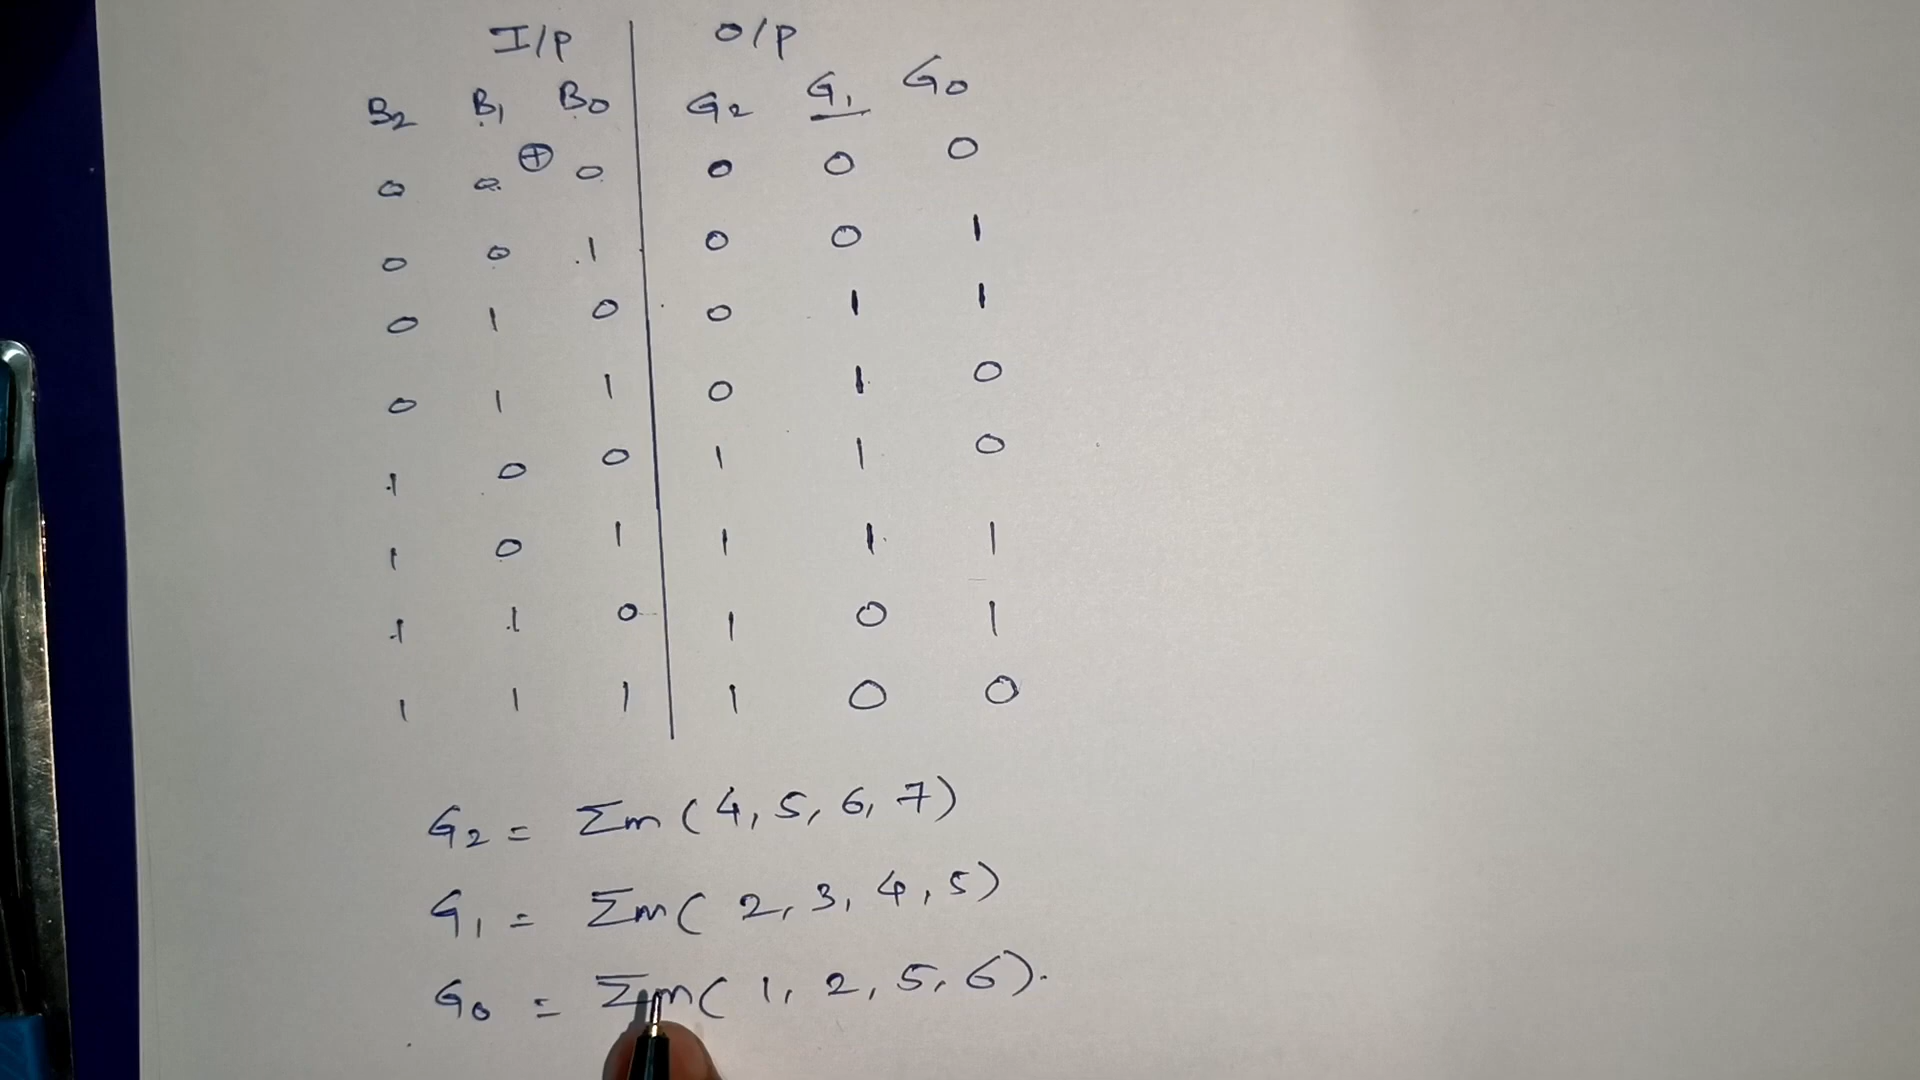 I/P O/P
B2 B1 B0 G2 G1 G0
0 0 ⊕ 0 0 0 0
0 0 1 0 0 1
0 1 0 0 1 1
0 1 1 0 1 0
1 0 0 1 1 0
1 0 1 1 1 1
1 1 0 1 0 1
1 1 1 1 0 0
G2 = Σm (4, 5, 6, 7)
G1 = Σm ( 2, 3, 4, 5)
G0 = Σm ( 1, 2, 5, 6).